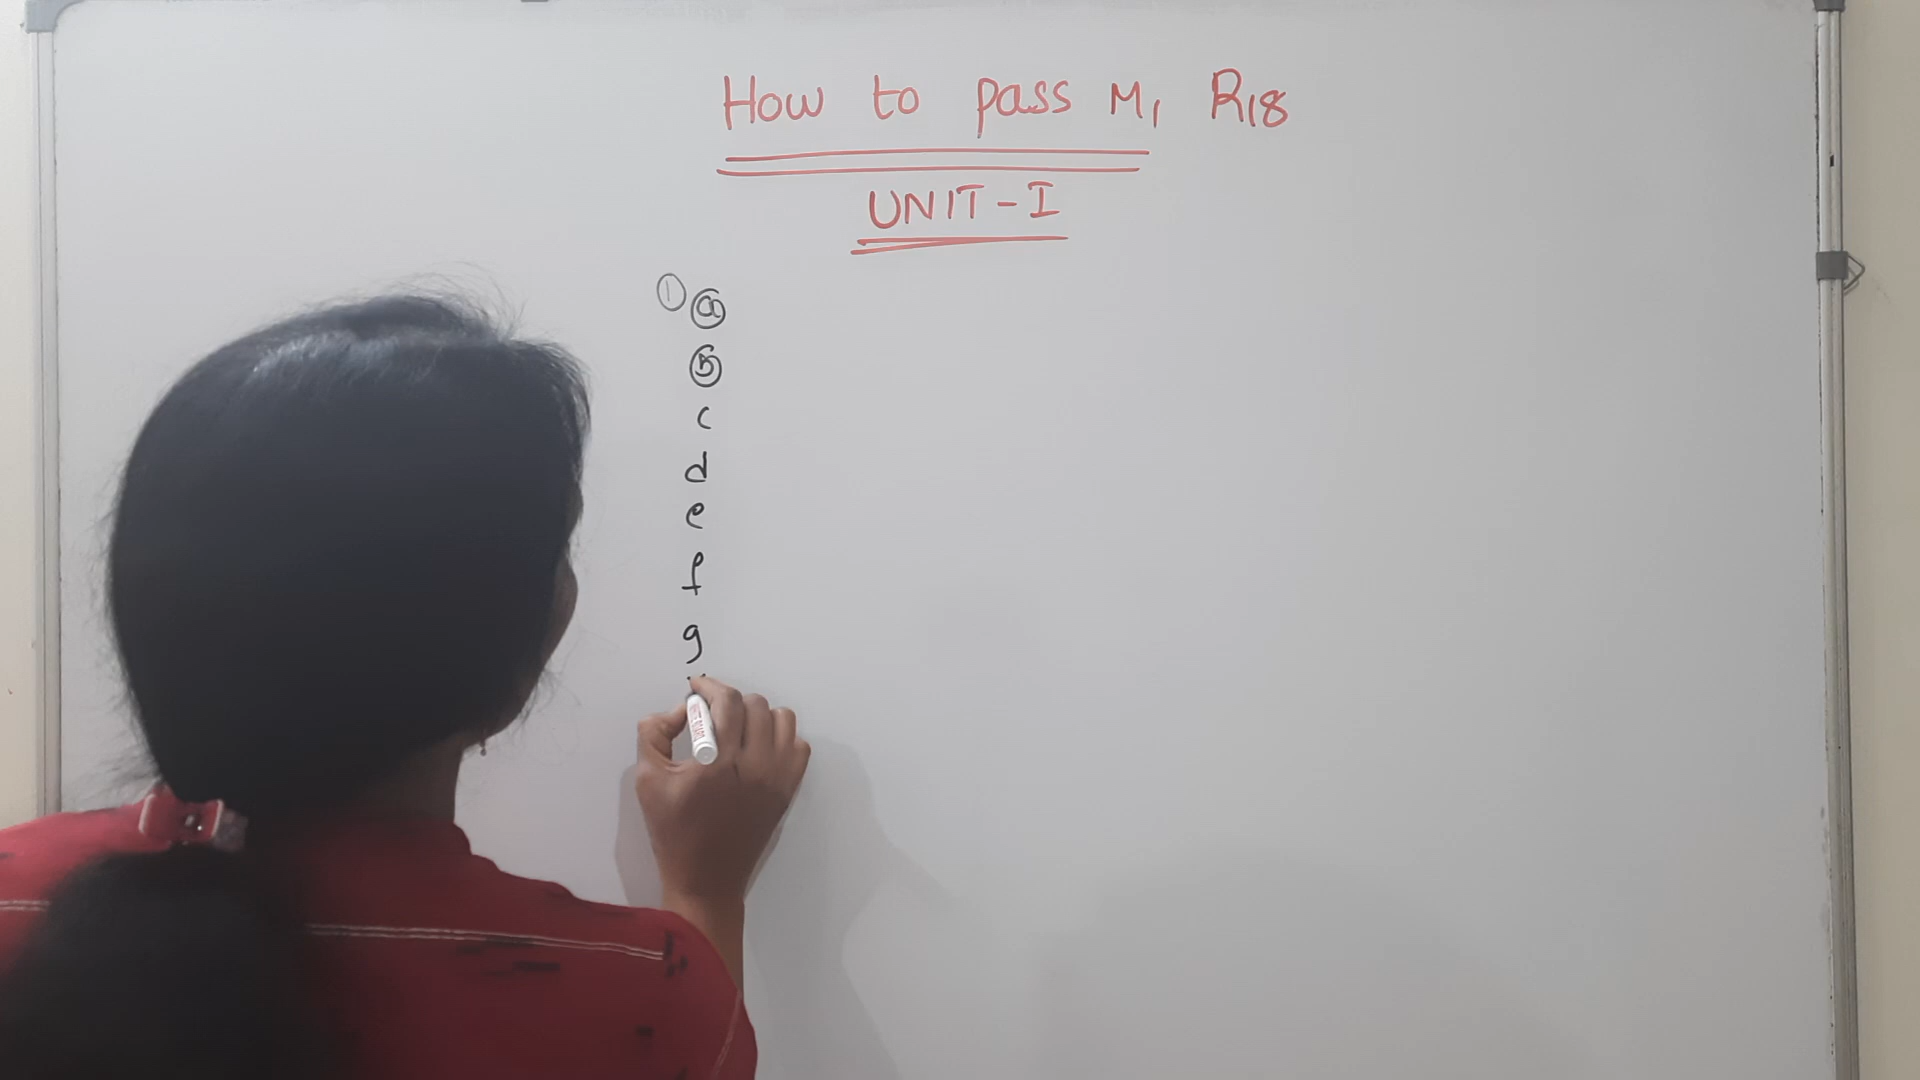 How to pass M1 R18
UNIT-I
① ⓐ
ⓑ
c
d
e
f
g